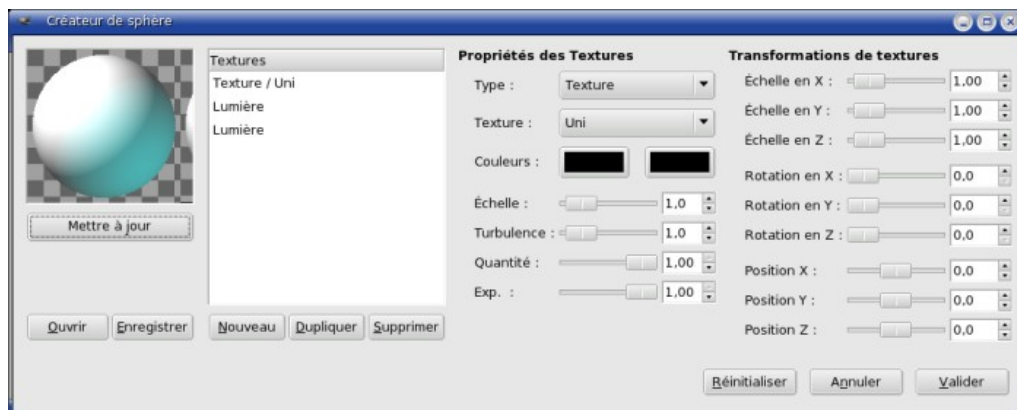 Créateur de sphère
Mettre à jour
Ouvrir Enregistrer
Textures
Texture / Uni
Lumière
Lumière
Nouveau Dupliquer Supprimer
Propriétés des Textures
Type : Texture
Texture : Uni
Couleurs :
Échelle : 1,0
Turbulence : 1,0
Quantité : 1,00
Exp. : 1,00
Transformations de textures
Échelle en X : 1,00
Échelle en Y : 1,00
Échelle en Z : 1,00
Rotation en X : 0,0
Rotation en Y : 0,0
Rotation en Z : 0,0
Position X : 0,0
Position Y : 0,0
Position Z : 0,0
Réinitialiser Annuler Valider